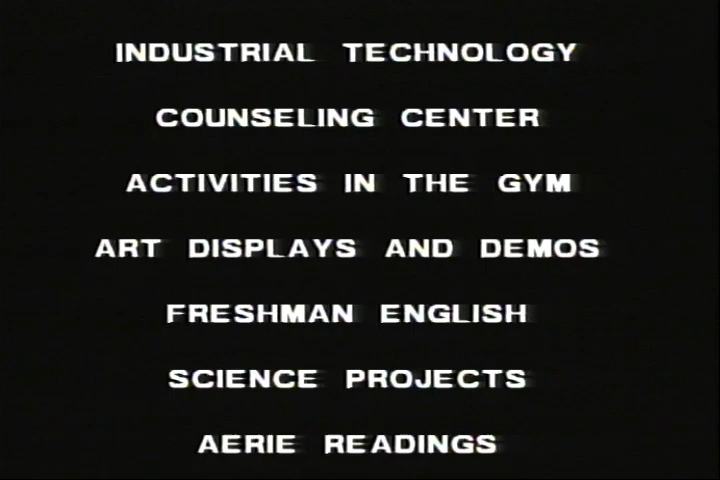 INDUSTRIAL TECHNOLOGY
COUNSELING CENTER
ACTIVITIES IN THE GYM
ART DISPLAYS AND DEMOS
FRESHMAN ENGLISH
SCIENCE PROJECTS
AERIE READINGS